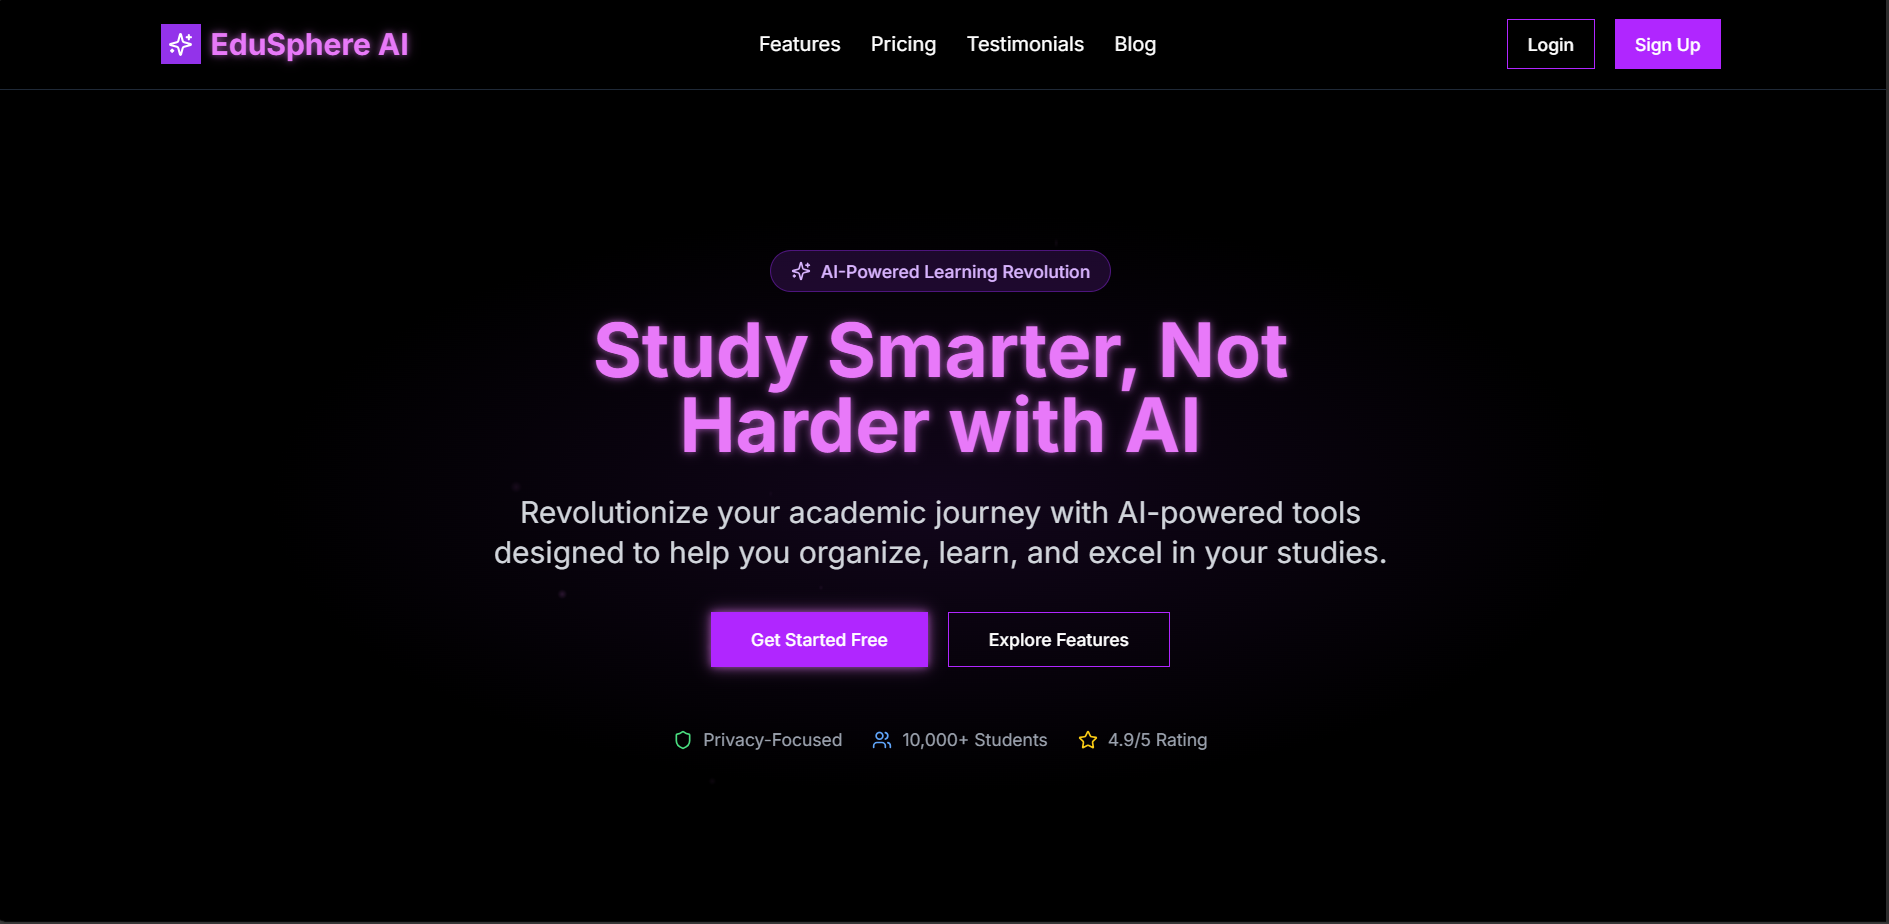 EduSphere AI
Features
Pricing
Testimonials
Blog
Login
Sign Up
AI-Powered Learning Revolution
Study Smarter, Not
Harder with AI
Revolutionize your academic journey with AI-powered tools
designed to help you organize, learn, and excel in your studies.
Get Started Free
Explore Features
Privacy-Focused
10,000+ Students
4.9/5 Rating